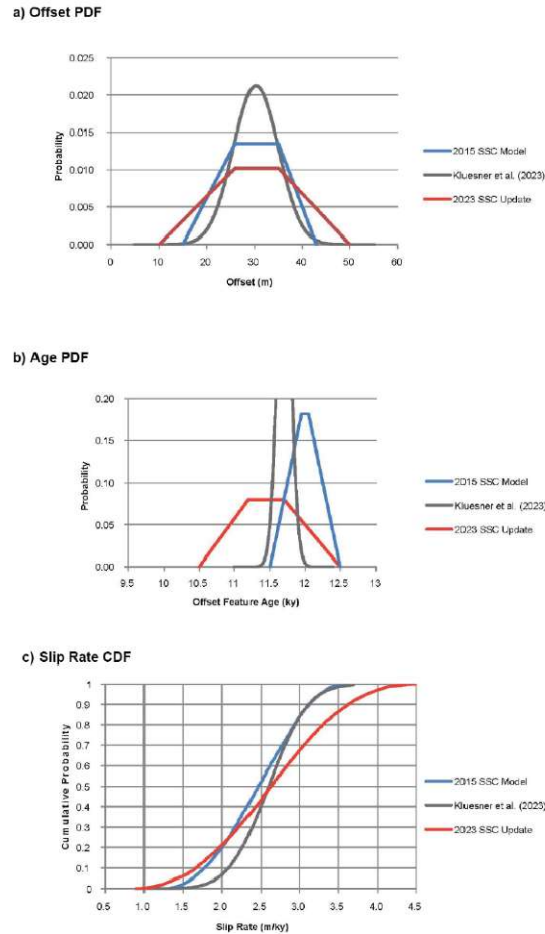 a) Offset PDF
0.025
0.020
0.015
0.010
0.005
0.000
Probability
0 10 20 30 40 50 60
Offset (m)
2015 SSC Model
Kluesner et al. (2023)
2023 SSC Update
b) Age PDF
0.20
0.15
0.10
0.05
0.00
Probability
9.5 10 10.5 11 11.5 12 12.5 13
Offset Feature Age (ky)
2015 SSC Model
Kluesner et al. (2023)
2023 SSC Update
c) Slip Rate CDF
1
0.9
0.8
0.7
0.6
0.5
0.4
0.3
0.2
0.1
0
Cumulative Probability
0.5 1.0 1.5 2.0 2.5 3.0 3.5 4.0 4.5
Slip Rate (m/ky)
2015 SSC Model
Kluesner et al. (2023)
2023 SSC Update